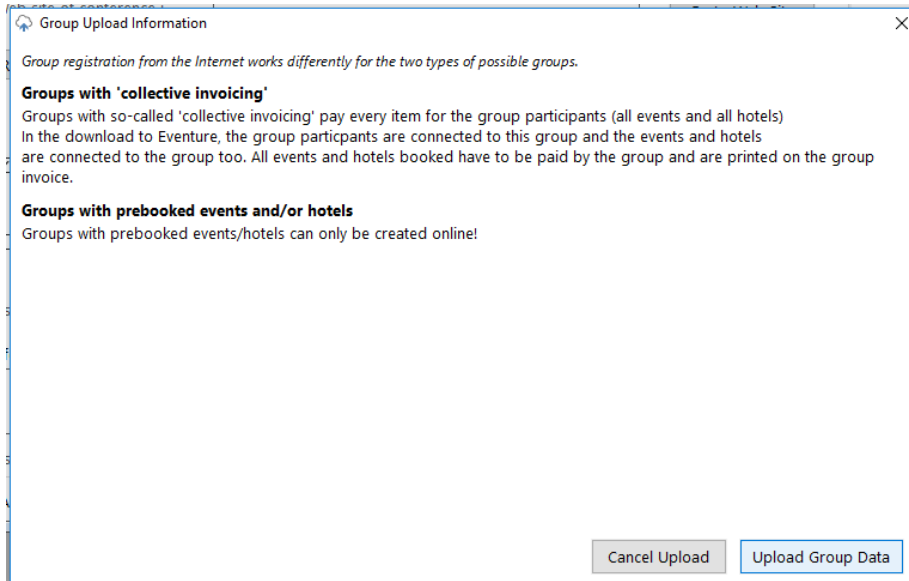 Group Upload Information
Group registration from the Internet works differently for the two types of possible groups.
Groups with 'collective invoicing'
Groups with so-called 'collective invoicing' pay every item for the group participants (all events and all hotels)
In the download to Eventure, the group particpants are connected to this group and the events and hotels
are connected to the group too. All events and hotels booked have to be paid by the group and are printed on the group
invoice.
Groups with prebooked events and/or hotels
Groups with prebooked events/hotels can only be created online!
Cancel Upload
Upload Group Data